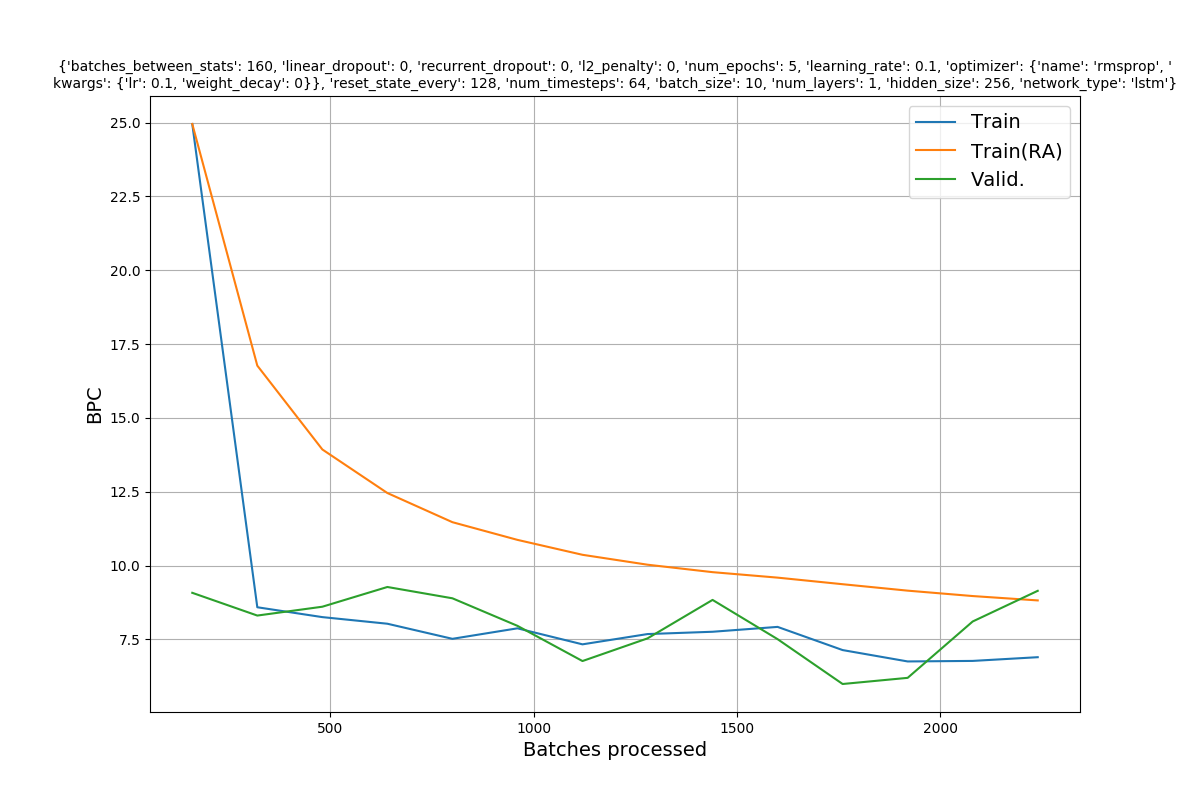 {'batches_between_stats': 160, 'linear_dropout': 0, 'recurrent_dropout': 0, 'l2_penalty': 0, 'num_epochs': 5, 'learning_rate': 0.1, 'optimizer': {'name': 'rmsprop', '
kwargs': {'lr': 0.1, 'weight_decay': 0}}, 'reset_state_every': 128, 'num_timesteps': 64, 'batch_size': 10, 'num_layers': 1, 'hidden_size': 256, 'network_type': 'lstm'}
Train
Train(RA)
Valid.
BPC
25.0
22.5
20.0
17.5
15.0
12.5
10.0
7.5
500 1000 1500 2000
Batches processed